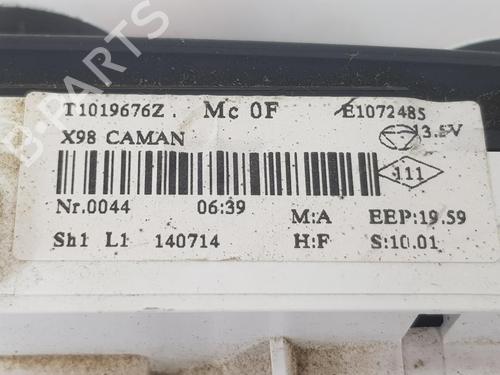 T1019676Z. Mc 0F E1072485
X98 CAMAN 13.5V
111
Nr.0044 06:39 M:A EEP:19.59
Sh1 L1 140714 H:F S:10.01
B-PARTS